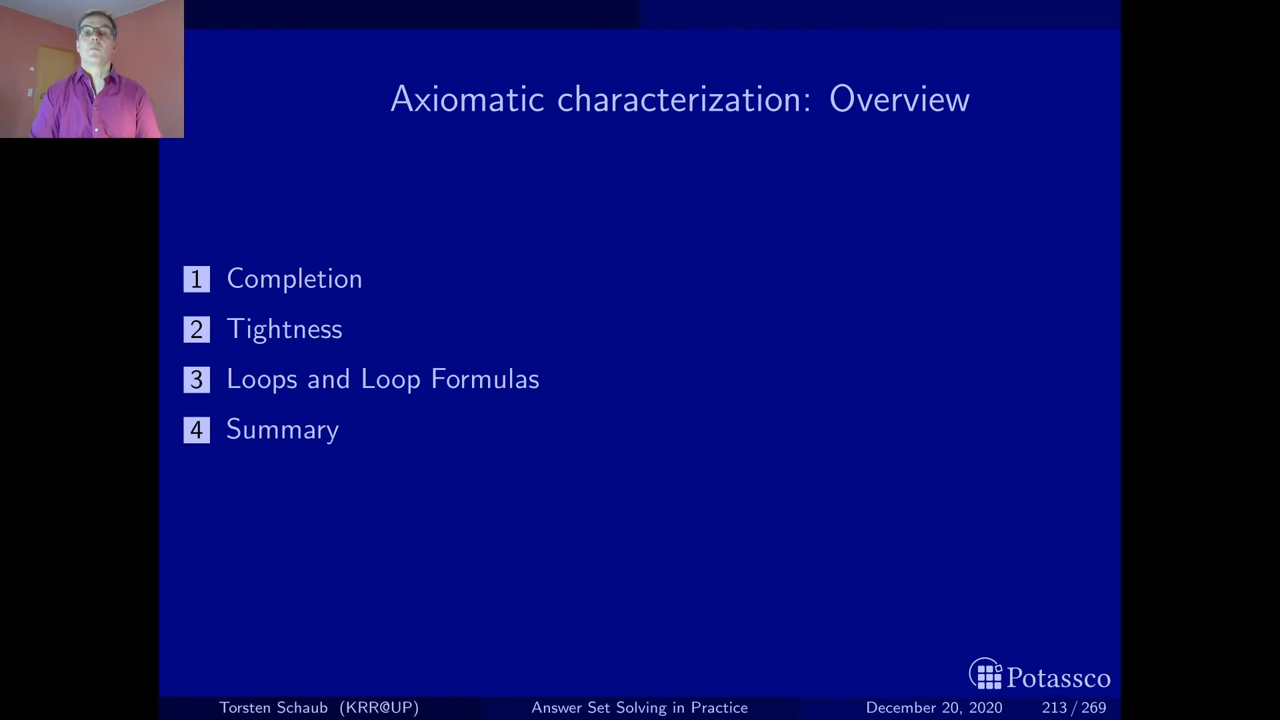 Axiomatic characterization: Overview
1 Completion
2 Tightness
3 Loops and Loop Formulas
4 Summary
Potassco
Torsten Schaub (KRR@UP) Answer Set Solving in Practice December 20, 2020 213 / 269